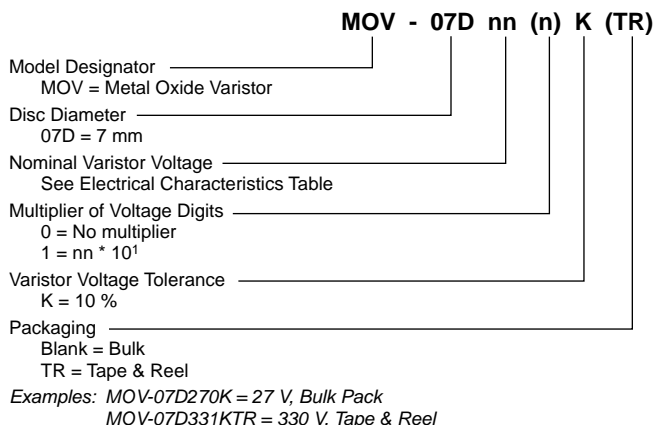 MOV - 07D nn (n) K (TR)
Model Designator
MOV = Metal Oxide Varistor
Disc Diameter
07D = 7 mm
Nominal Varistor Voltage
See Electrical Characteristics Table
Multiplier of Voltage Digits
0 = No multiplier
1 = nn * 10¹
Varistor Voltage Tolerance
K = 10 %
Packaging
Blank = Bulk
TR = Tape & Reel
Examples: MOV-07D270K = 27 V, Bulk Pack
MOV-07D331KTR = 330 V, Tape & Reel